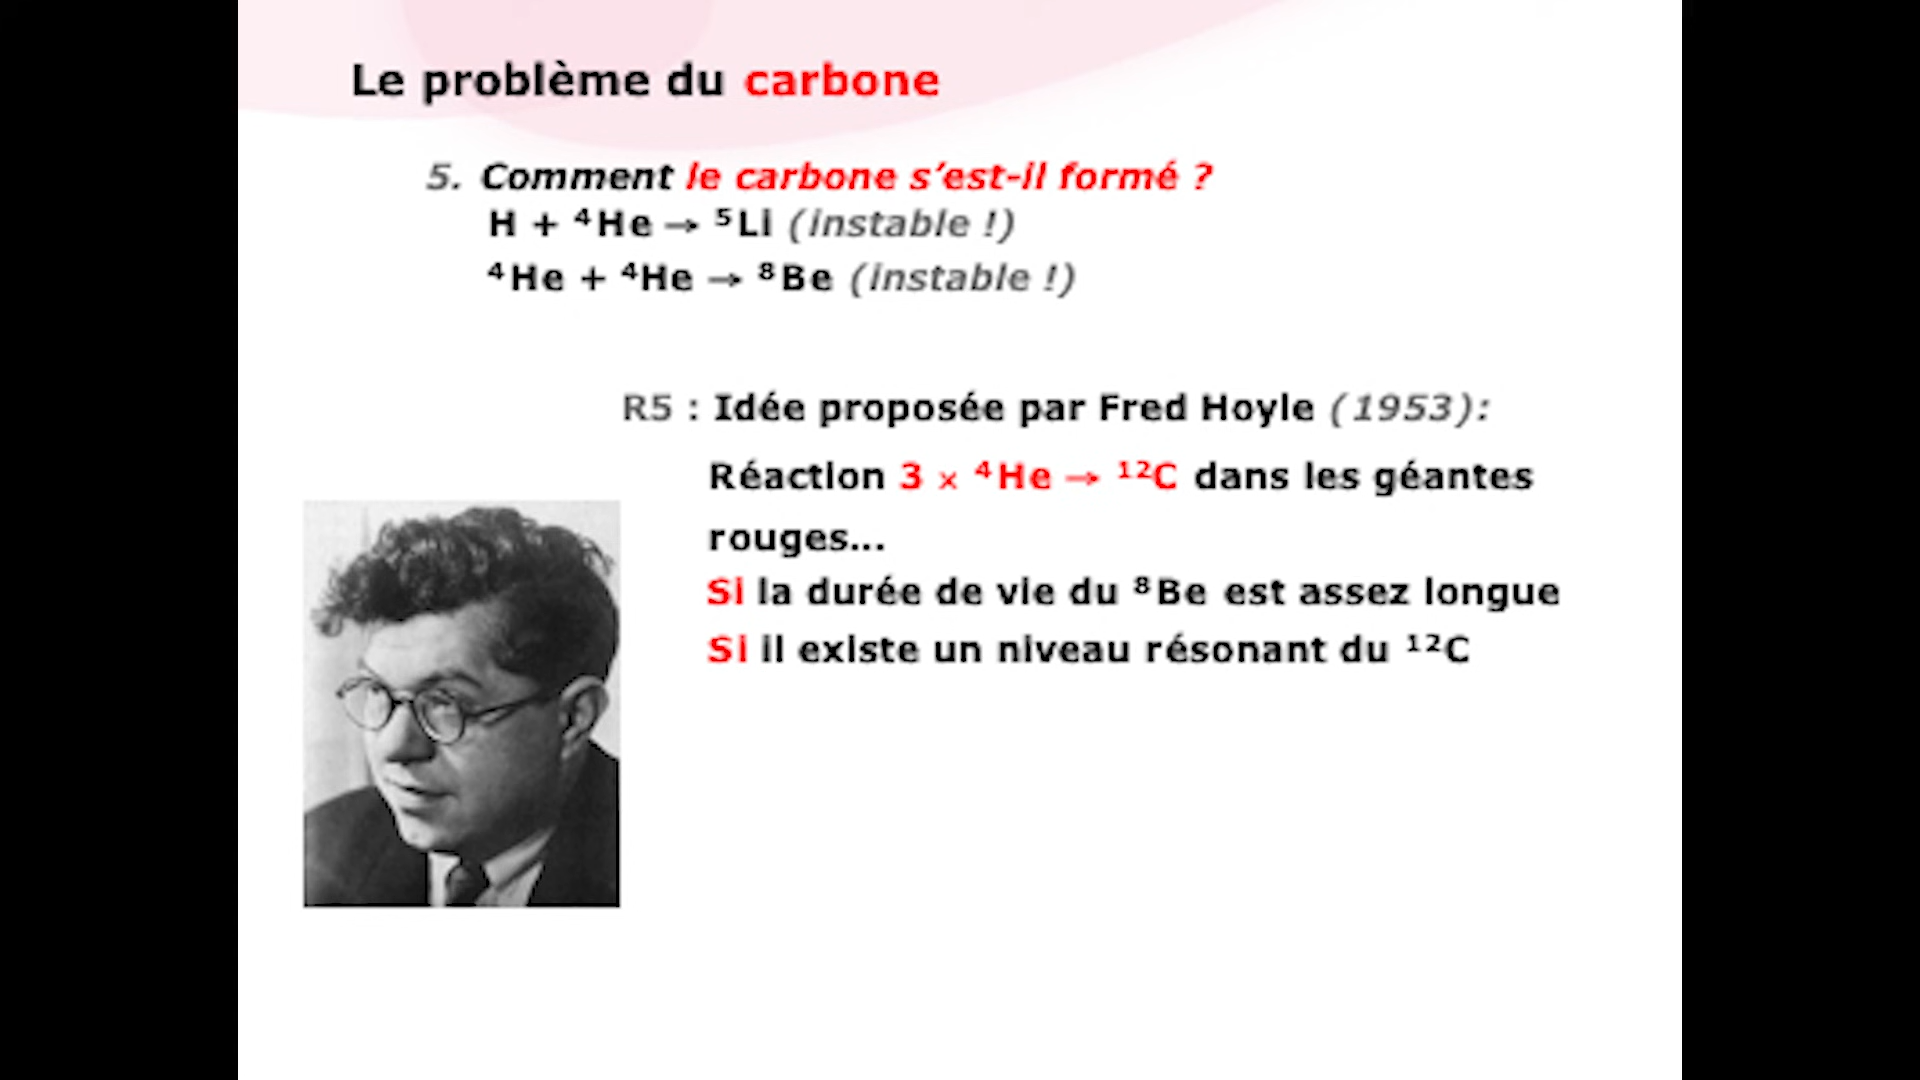 Le problème du carbone
5. Comment le carbone s'est-il formé ?
H + ⁴He → ⁵Li (instable !)
⁴He + ⁴He → ⁸Be (instable !)
R5 : Idée proposée par Fred Hoyle (1953):
Réaction 3 × ⁴He → ¹²C dans les géantes
rouges...
Si la durée de vie du ⁸Be est assez longue
Si il existe un niveau résonant du ¹²C